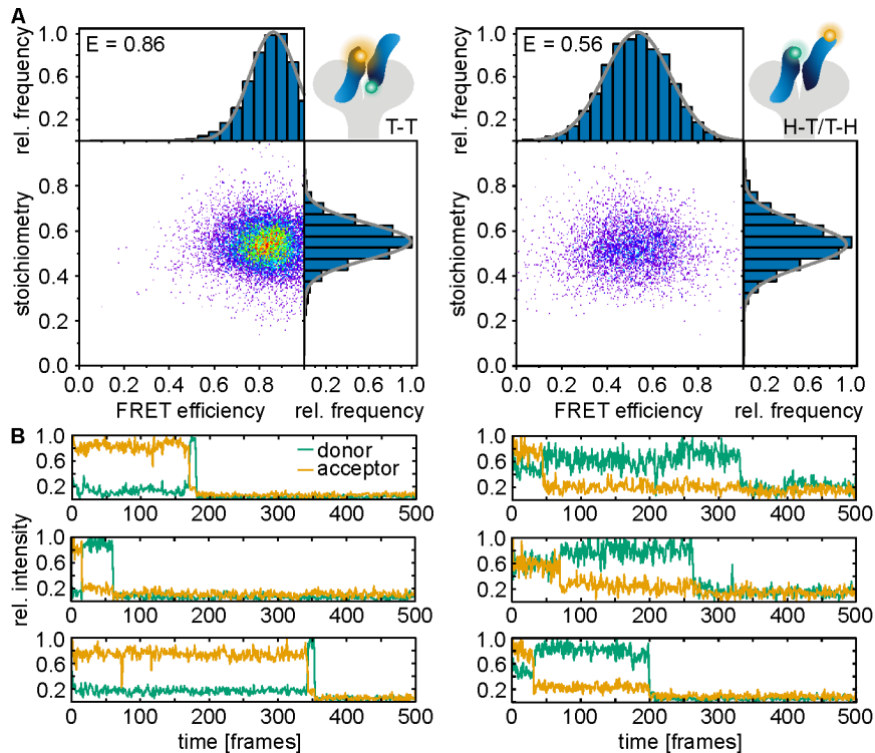 A
1.0
0.6
0.2
rel. frequency
E = 0.86
T-T
1.0
0.8
0.6
0.4
0.2
0.0
stoichiometry
0.0 0.2 0.4 0.6 0.8
0.2 0.6 1.0
FRET efficiency
rel. frequency
1.0
0.6
0.2
rel. frequency
E = 0.56
H-T/T-H
1.0
0.8
0.6
0.4
0.2
0.0
stoichiometry
0.0 0.2 0.4 0.6 0.8
0.2 0.6 1.0
FRET efficiency
rel. frequency
B
rel. intensity
1.0
0.6
0.2
donor
acceptor
0 100 200 300 400 500
1.0
0.6
0.2
0 100 200 300 400 500
1.0
0.6
0.2
0 100 200 300 400 500
time [frames]
1.0
0.6
0.2
0 100 200 300 400 500
1.0
0.6
0.2
0 100 200 300 400 500
1.0
0.6
0.2
0 100 200 300 400 500
time [frames]